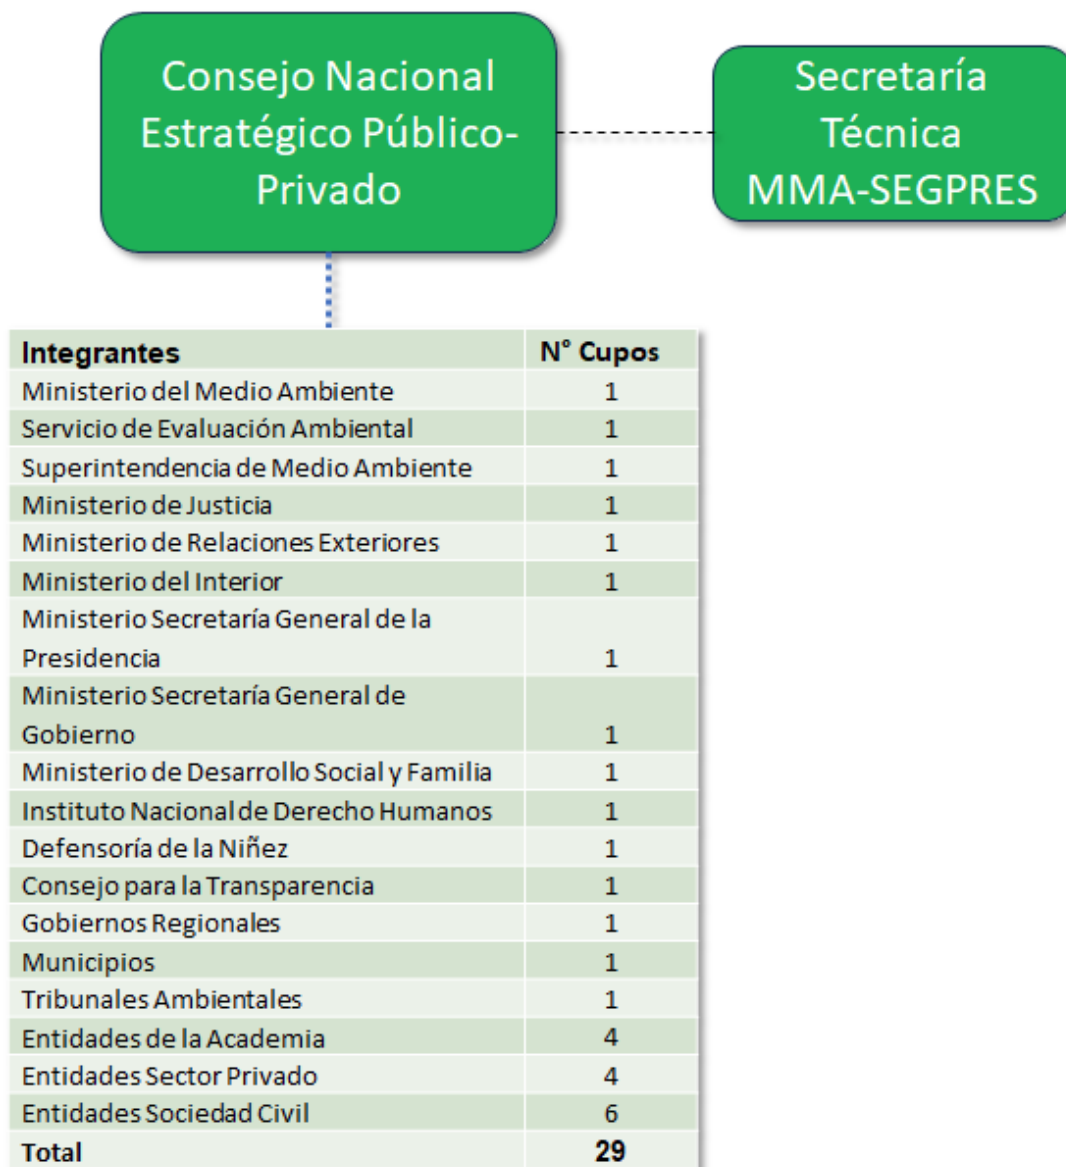 Consejo Nacional
Estratégico Público-
Privado
Secretaría
Técnica
MMA-SEGPRES
Integrantes N° Cupos
Ministerio del Medio Ambiente 1
Servicio de Evaluación Ambiental 1
Superintendencia de Medio Ambiente 1
Ministerio de Justicia 1
Ministerio de Relaciones Exteriores 1
Ministerio del Interior 1
Ministerio Secretaría General de la
Presidencia 1
Ministerio Secretaría General de
Gobierno 1
Ministerio de Desarrollo Social y Familia 1
Instituto Nacional de Derecho Humanos 1
Defensoría de la Niñez 1
Consejo para la Transparencia 1
Gobiernos Regionales 1
Municipios 1
Tribunales Ambientales 1
Entidades de la Academia 4
Entidades Sector Privado 4
Entidades Sociedad Civil 6
Total 29